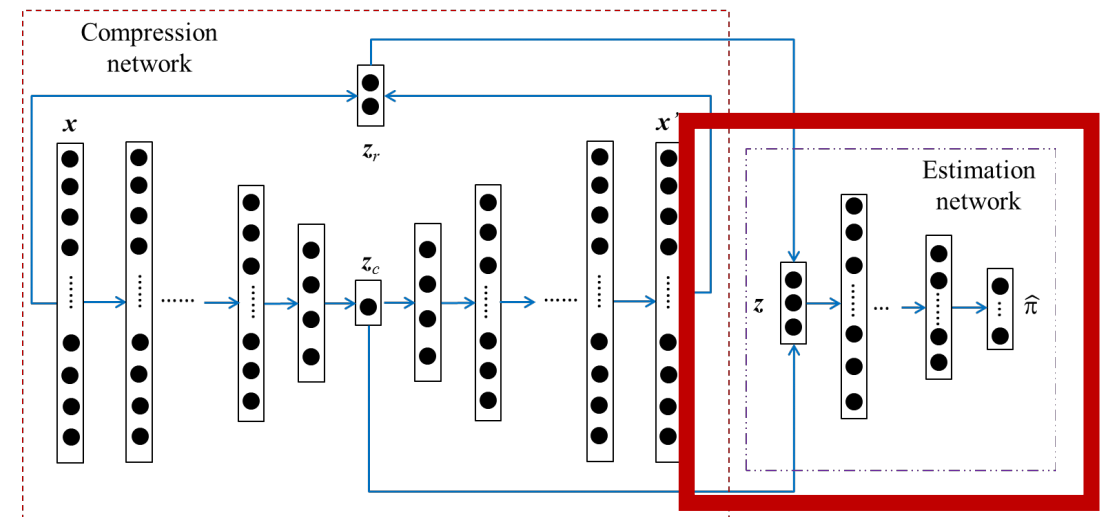 Compression
network
x
z_r
x'
z_c
Estimation
network
z
π̂